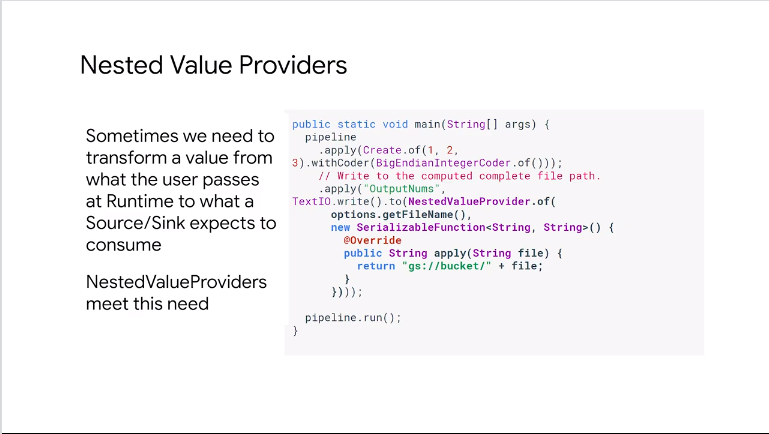 Nested Value Providers
Sometimes we need to
transform a value from
what the user passes
at Runtime to what a
Source/Sink expects to
consume
NestedValueProviders
meet this need
public static void main(String[] args) {
  pipeline
    .apply(Create.of(1, 2,
3).withCoder(BigEndianIntegerCoder.of()));
    // Write to the computed complete file path.
    .apply("OutputNums",
TextIO.write().to(NestedValueProvider.of(
      options.getFileName(),
      new SerializableFunction<String, String>() {
        @Override
        public String apply(String file) {
          return "gs://bucket/" + file;
        }
      })));
  pipeline.run();
}